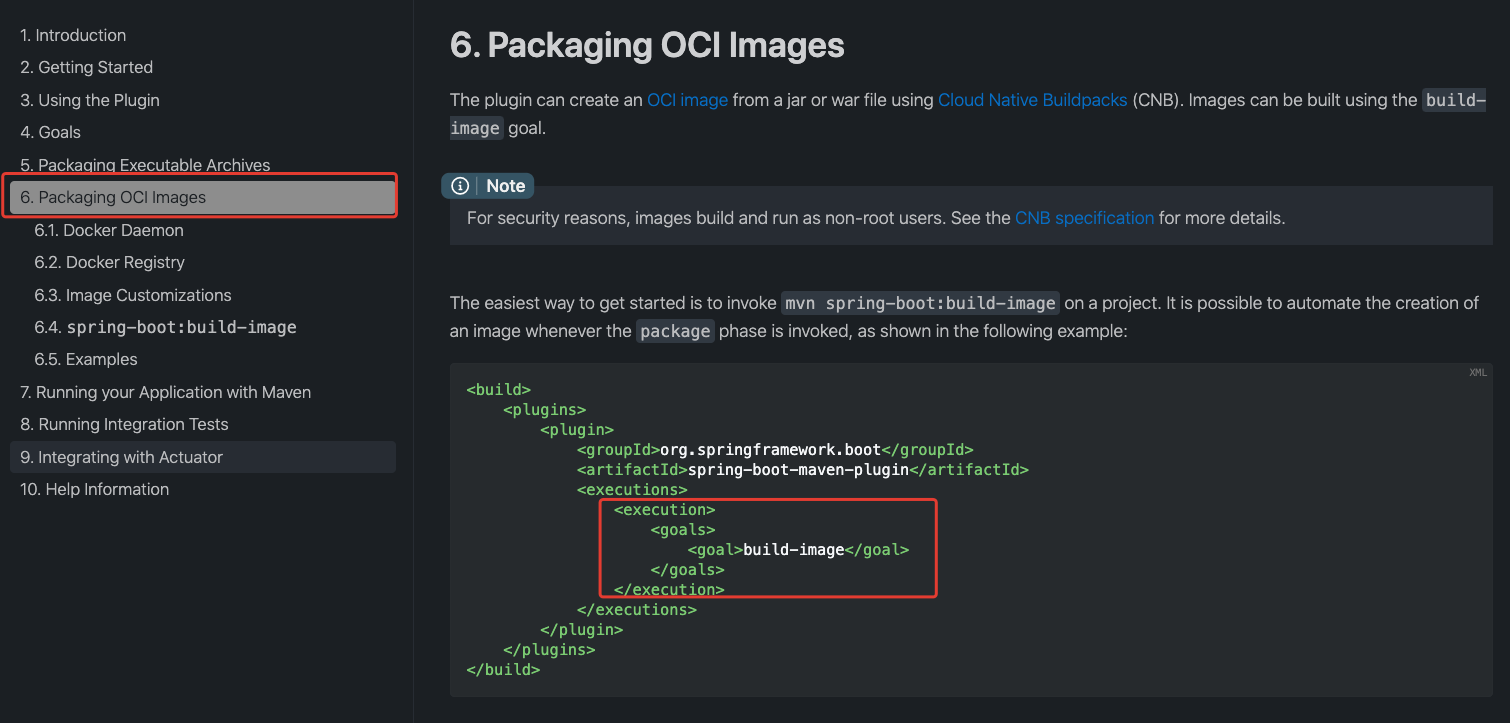 1. Introduction
2. Getting Started
3. Using the Plugin
4. Goals
5. Packaging Executable Archives
6. Packaging OCI Images
6.1. Docker Daemon
6.2. Docker Registry
6.3. Image Customizations
6.4. spring-boot:build-image
6.5. Examples
7. Running your Application with Maven
8. Running Integration Tests
9. Integrating with Actuator
10. Help Information
6. Packaging OCI Images
The plugin can create an OCI image from a jar or war file using Cloud Native Buildpacks (CNB). Images can be built using the build-
image goal.
Note
For security reasons, images build and run as non-root users. See the CNB specification for more details.
The easiest way to get started is to invoke mvn spring-boot:build-image on a project. It is possible to automate the creation of
an image whenever the package phase is invoked, as shown in the following example:
XML
<build>
    <plugins>
        <plugin>
            <groupId>org.springframework.boot</groupId>
            <artifactId>spring-boot-maven-plugin</artifactId>
            <executions>
                <execution>
                    <goals>
                        <goal>build-image</goal>
                    </goals>
                </execution>
            </executions>
        </plugin>
    </plugins>
</build>